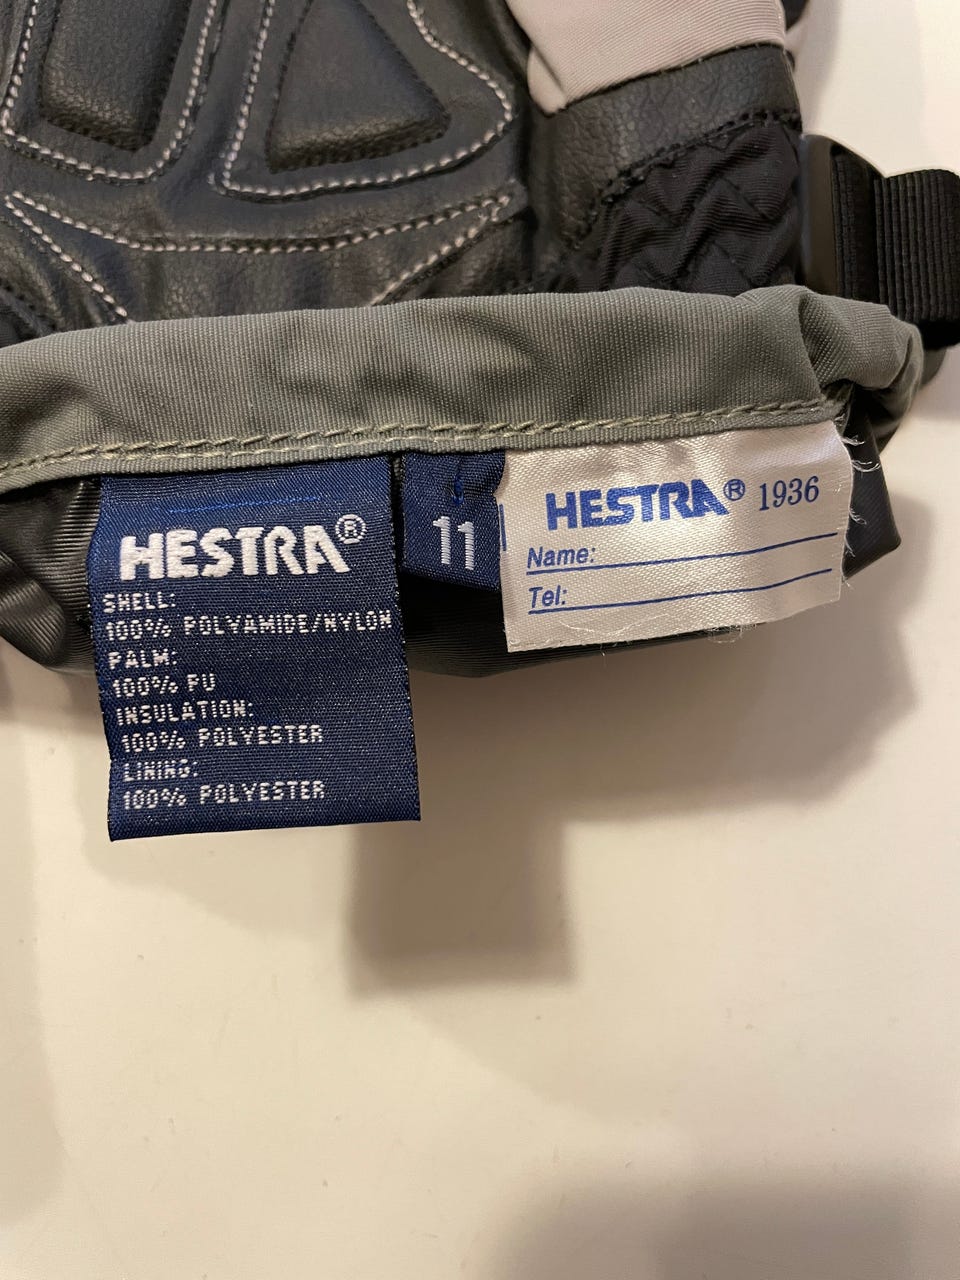 HESTRA®
SHELL:
100% POLYAMIDE/NYLON
PALM:
100% PU
INSULATION:
100% POLYESTER
LINING:
100% POLYESTER
11
HESTRA® 1936
Name:
Tel: